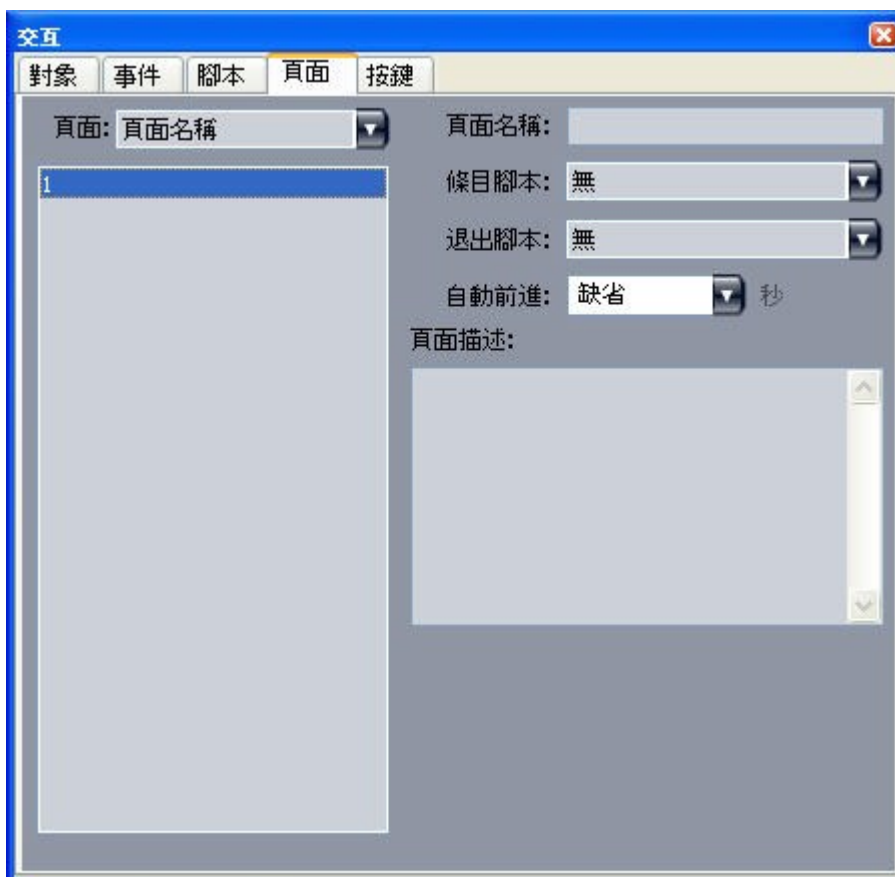 交互
對象 事件 腳本 頁面 按鍵
頁面: 頁面名稱
1
頁面名稱:
條目腳本: 無
退出腳本: 無
自動前進: 缺省 秒
頁面描述: